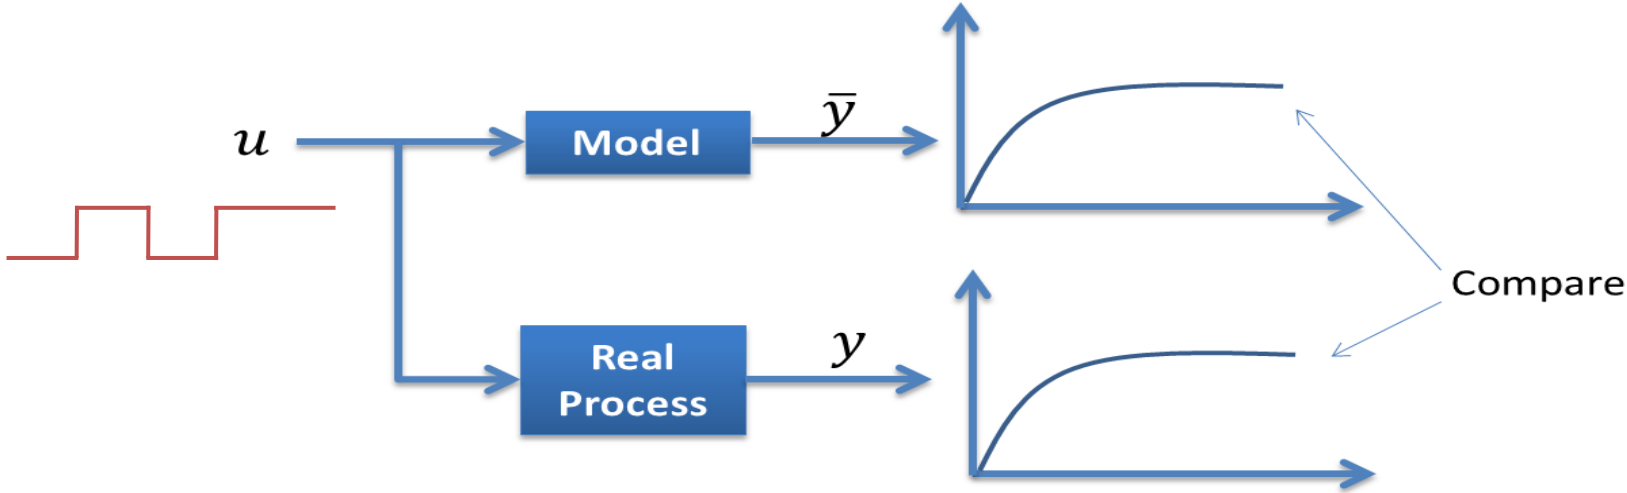 u
Model
ȳ
Real
Process
y
Compare